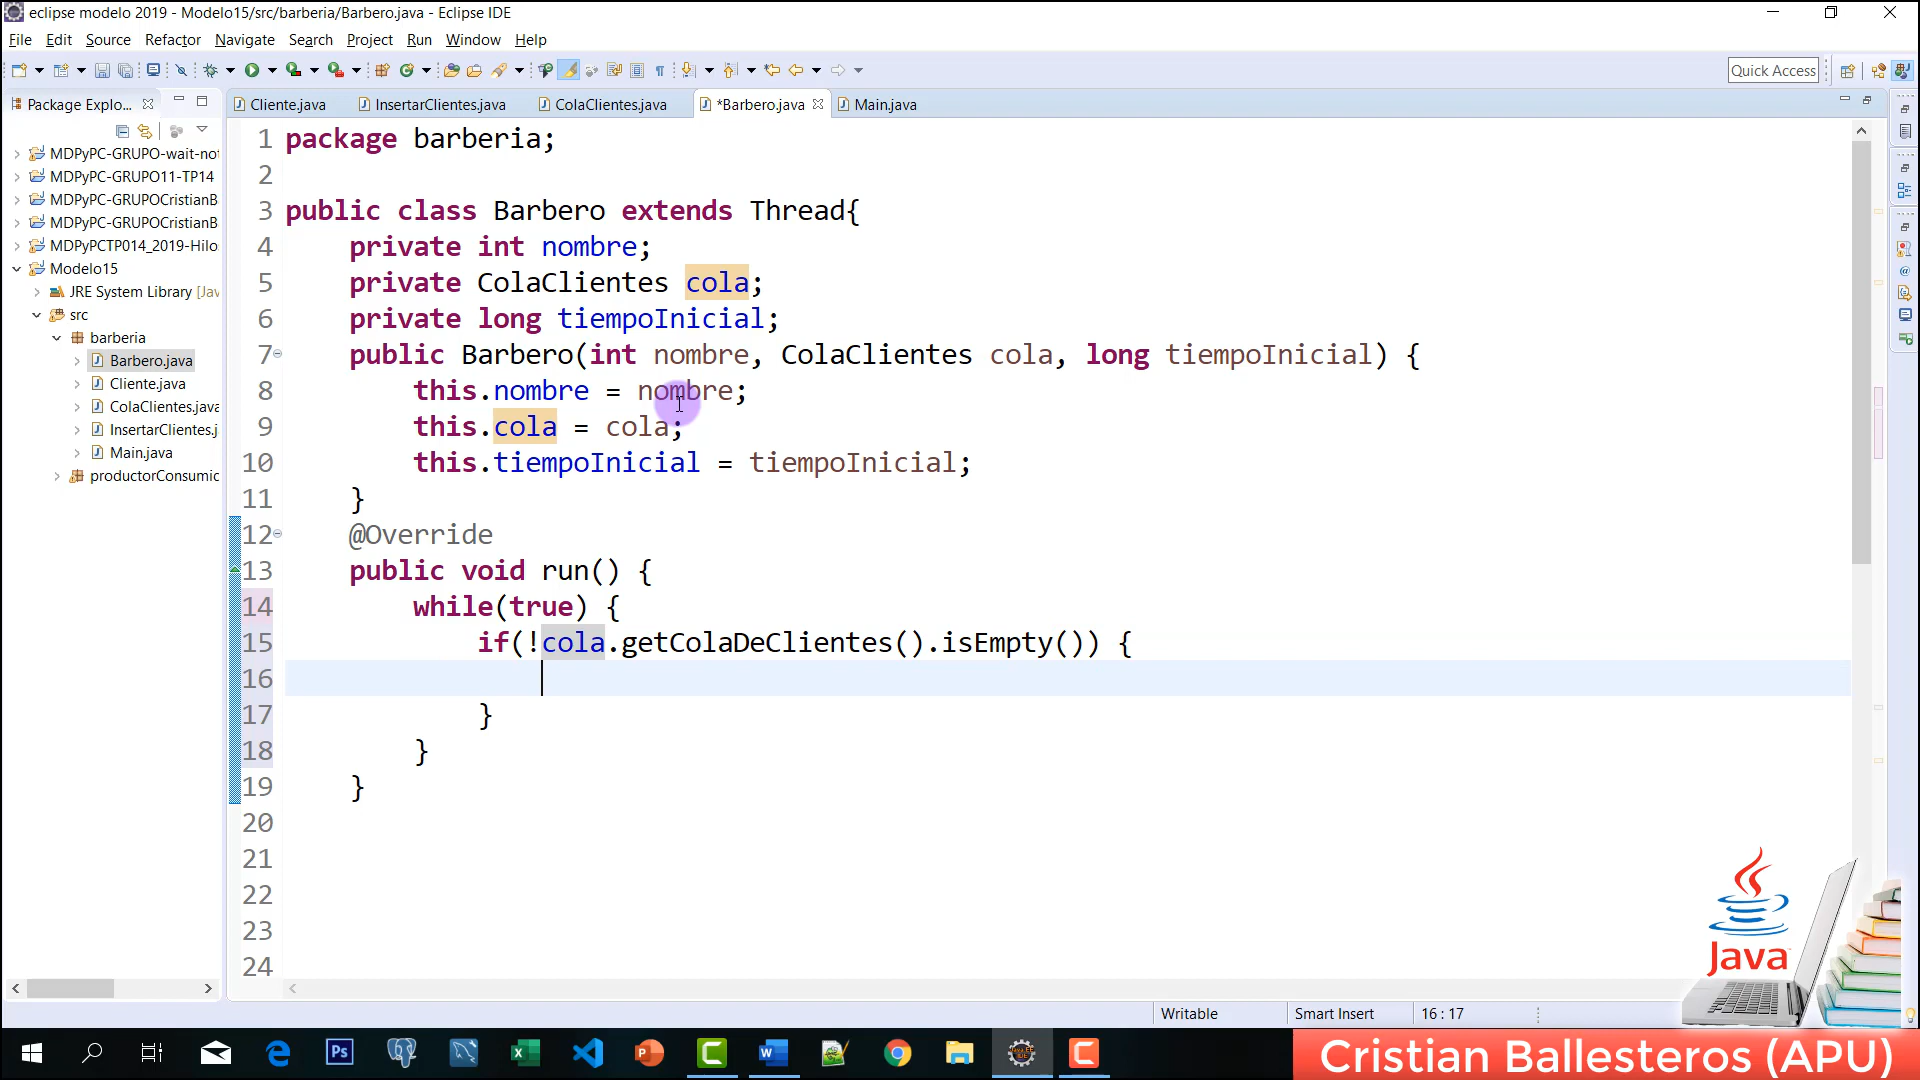 eclipse modelo 2019 - Modelo15/src/barberia/Barbero.java - Eclipse IDE
File Edit Source Refactor Navigate Search Project Run Window Help
Quick Access
Package Explo...
Cliente.java InsertarClientes.java ColaClientes.java *Barbero.java Main.java
MDPyPC-GRUPO-wait-not
MDPyPC-GRUPO11-TP14
MDPyPC-GRUPOCristianB
MDPyPC-GRUPOCristianB
MDPyPCTP014_2019-Hilo
Modelo15
JRE System Library [Jav
src
barberia
Barbero.java
Cliente.java
ColaClientes.java
InsertarClientes.j
Main.java
productorConsumic
1 package barberia;
2
3 public class Barbero extends Thread{
4 private int nombre;
5 private ColaClientes cola;
6 private long tiempoInicial;
7 public Barbero(int nombre, ColaClientes cola, long tiempoInicial) {
8 this.nombre = nombre;
9 this.cola = cola;
10 this.tiempoInicial = tiempoInicial;
11 }
12 @Override
13 public void run() {
14 while(true) {
15 if(!cola.getColaDeClientes().isEmpty()) {
16
17 }
18 }
19 }
20
21
22
23
24
Writable Smart Insert 16 : 17
Java
Cristian Ballesteros (APU)